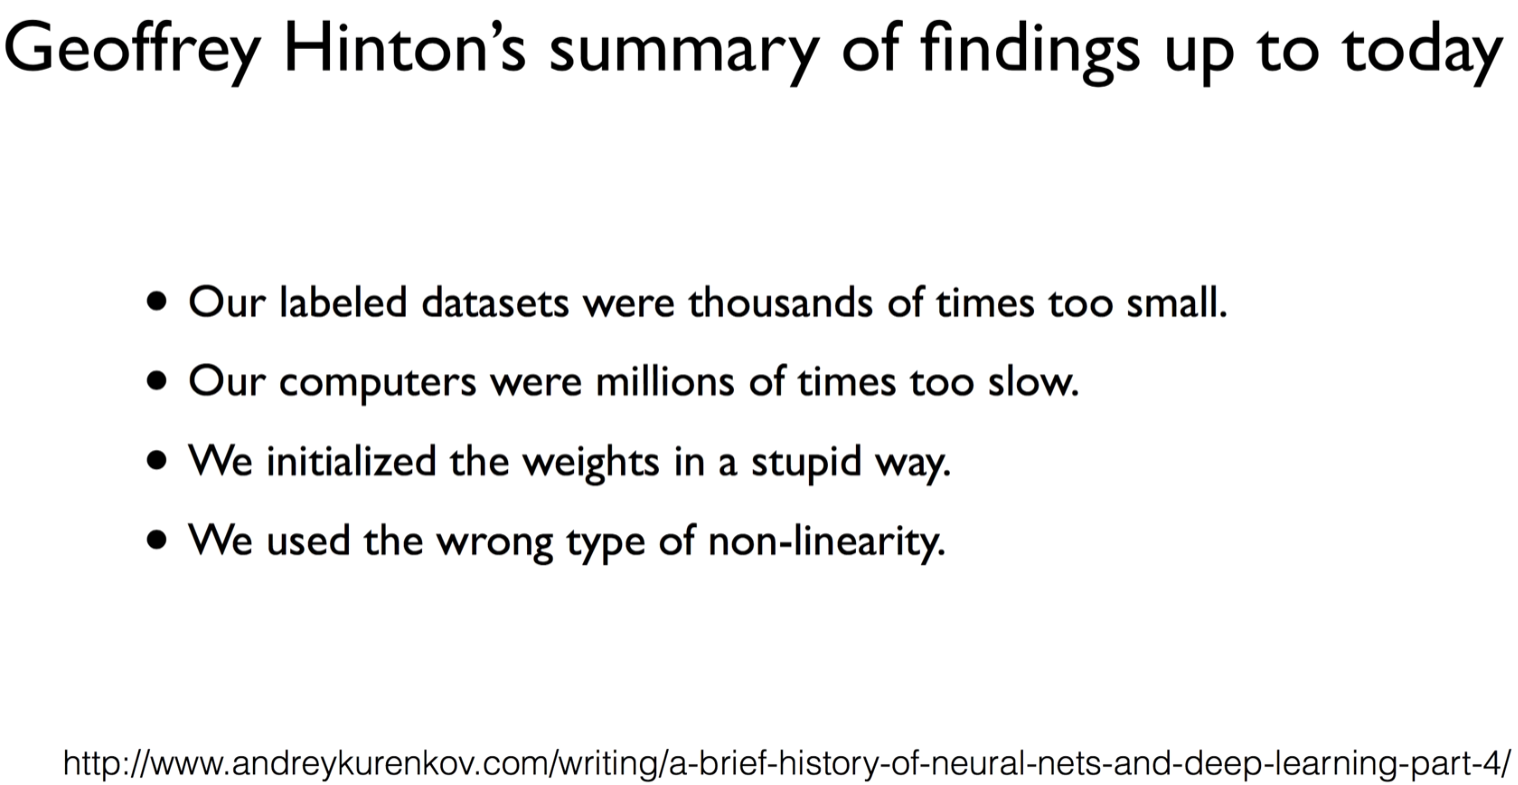 Geoffrey Hinton’s summary of findings up to today
• Our labeled datasets were thousands of times too small.
• Our computers were millions of times too slow.
• We initialized the weights in a stupid way.
• We used the wrong type of non-linearity.
http://www.andreykurenkov.com/writing/a-brief-history-of-neural-nets-and-deep-learning-part-4/